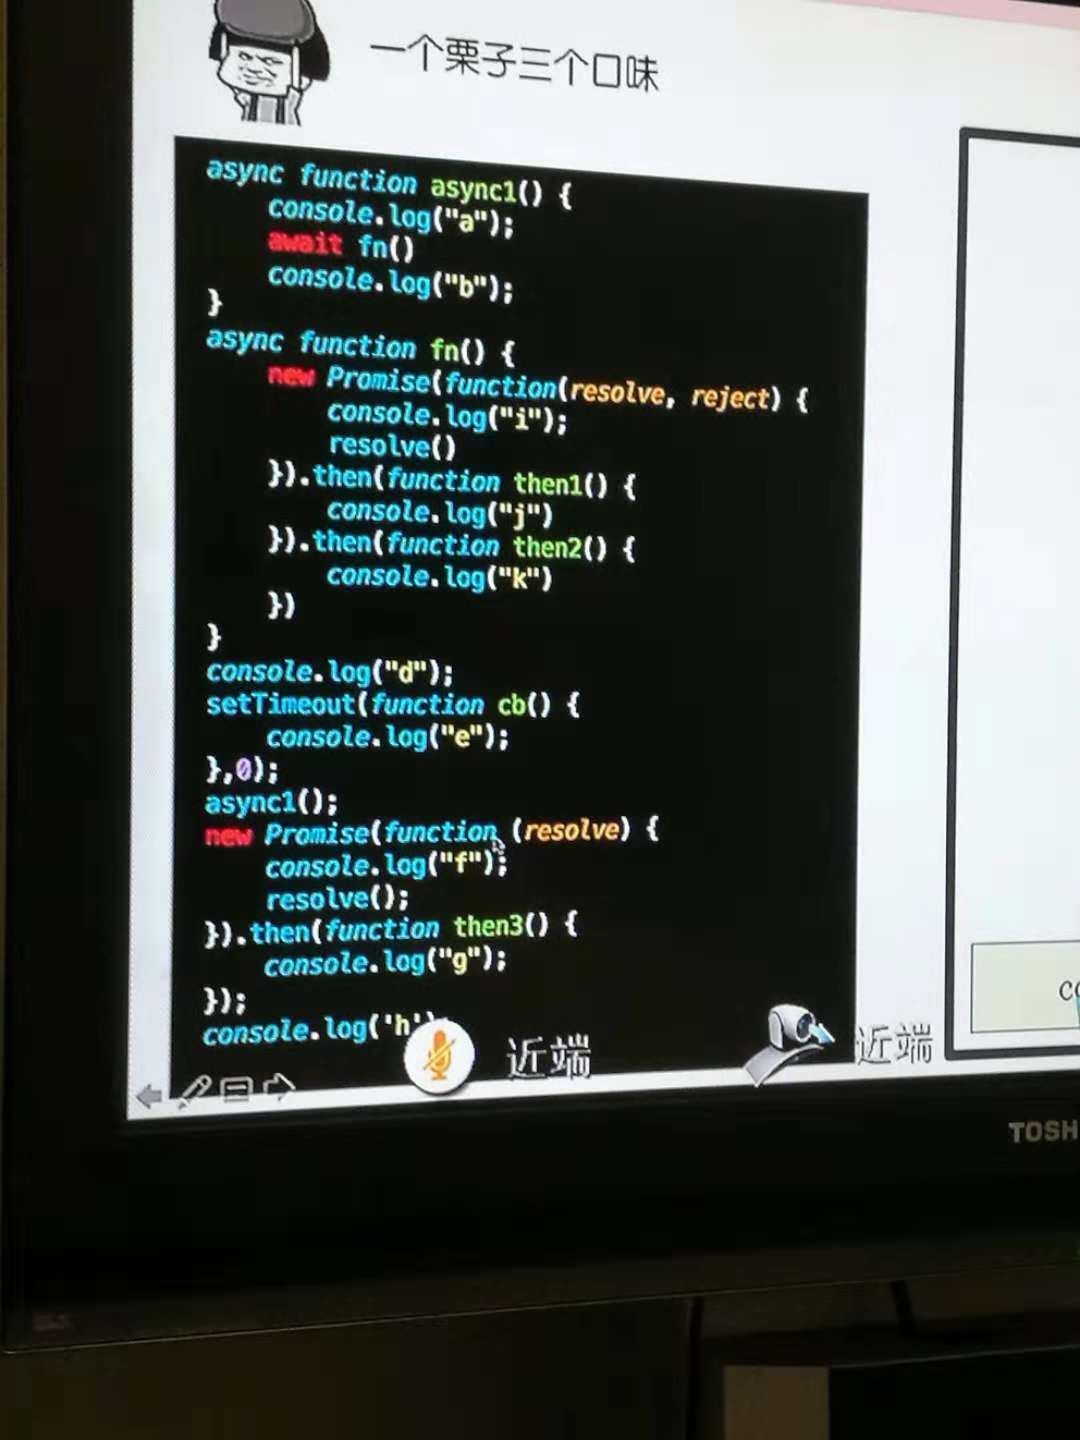 一个栗子三个口味
async function async1() {
console.log("a");
await fn()
console.log("b");
}
async function fn() {
new Promise(function(resolve, reject) {
console.log("i");
resolve()
}).then(function then1() {
console.log("j")
}).then(function then2() {
console.log("k")
})
}
console.log("d");
setTimeout(function cb() {
console.log("e");
},0);
async1();
new Promise(function (resolve) {
console.log("f");
resolve();
}).then(function then3() {
console.log("g");
});
console.log('h')
近端
近端
TOSH